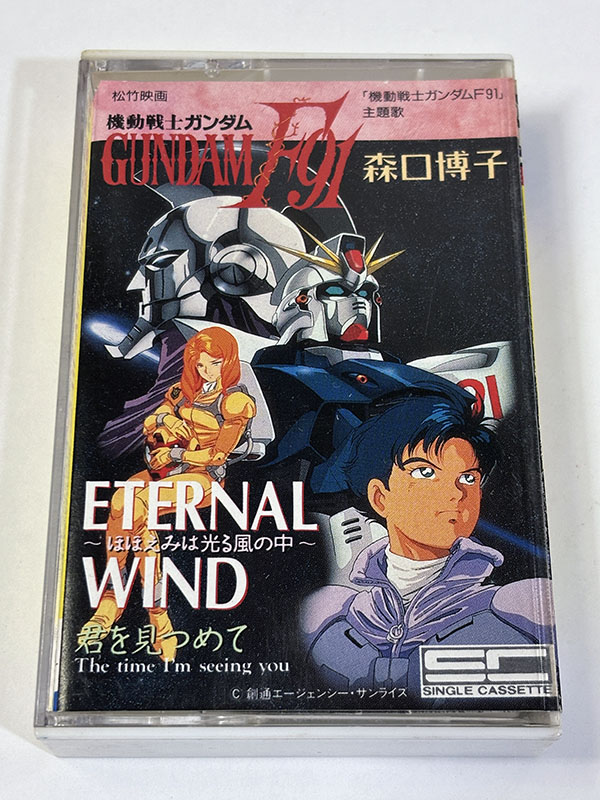 松竹映画
「機動戦士ガンダムF91」
主題歌
機動戦士ガンダム
GUNDAM F91
森口博子
91
ETERNAL
～ほほえみは光る風の中～
WIND
君を見つめて
The time I'm seeing you
SC
SINGLE CASSETTE
C 創通エージェンシー・サンライズ